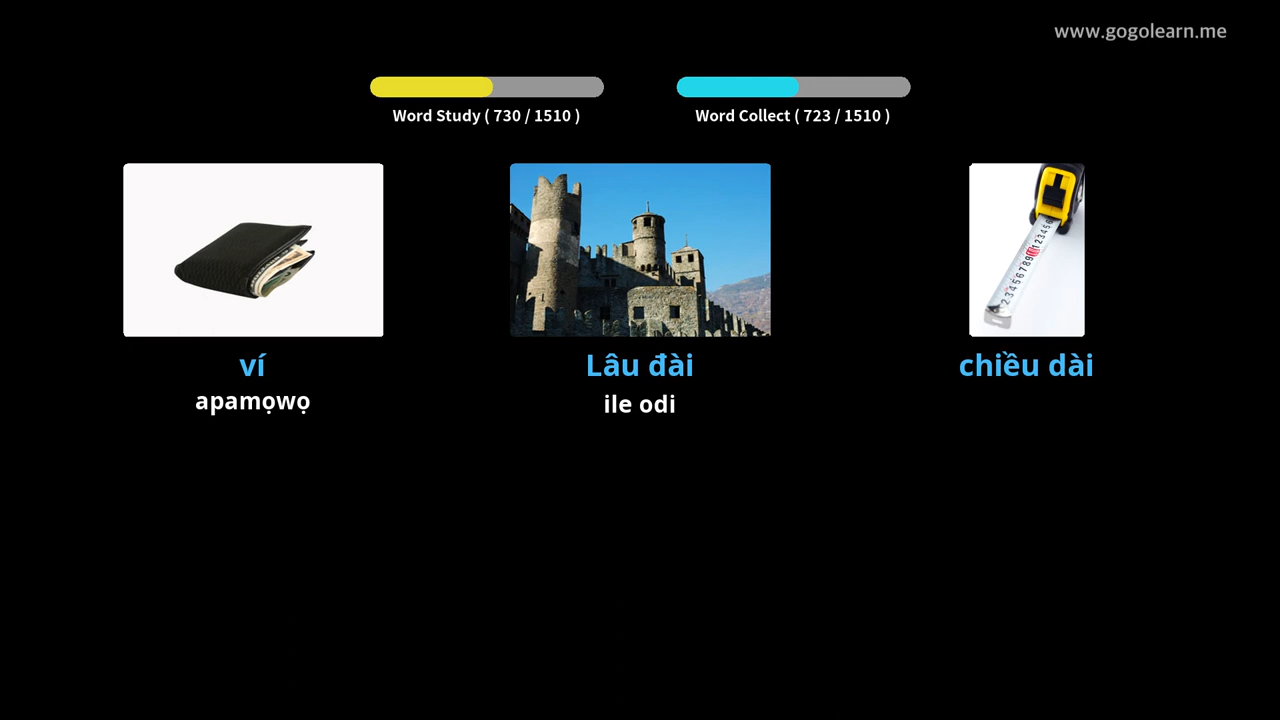 www.gogolearn.me
Word Study ( 730 / 1510 )
Word Collect ( 723 / 1510 )
ví
apamọwọ
Lâu đài
ile odi
chiều dài